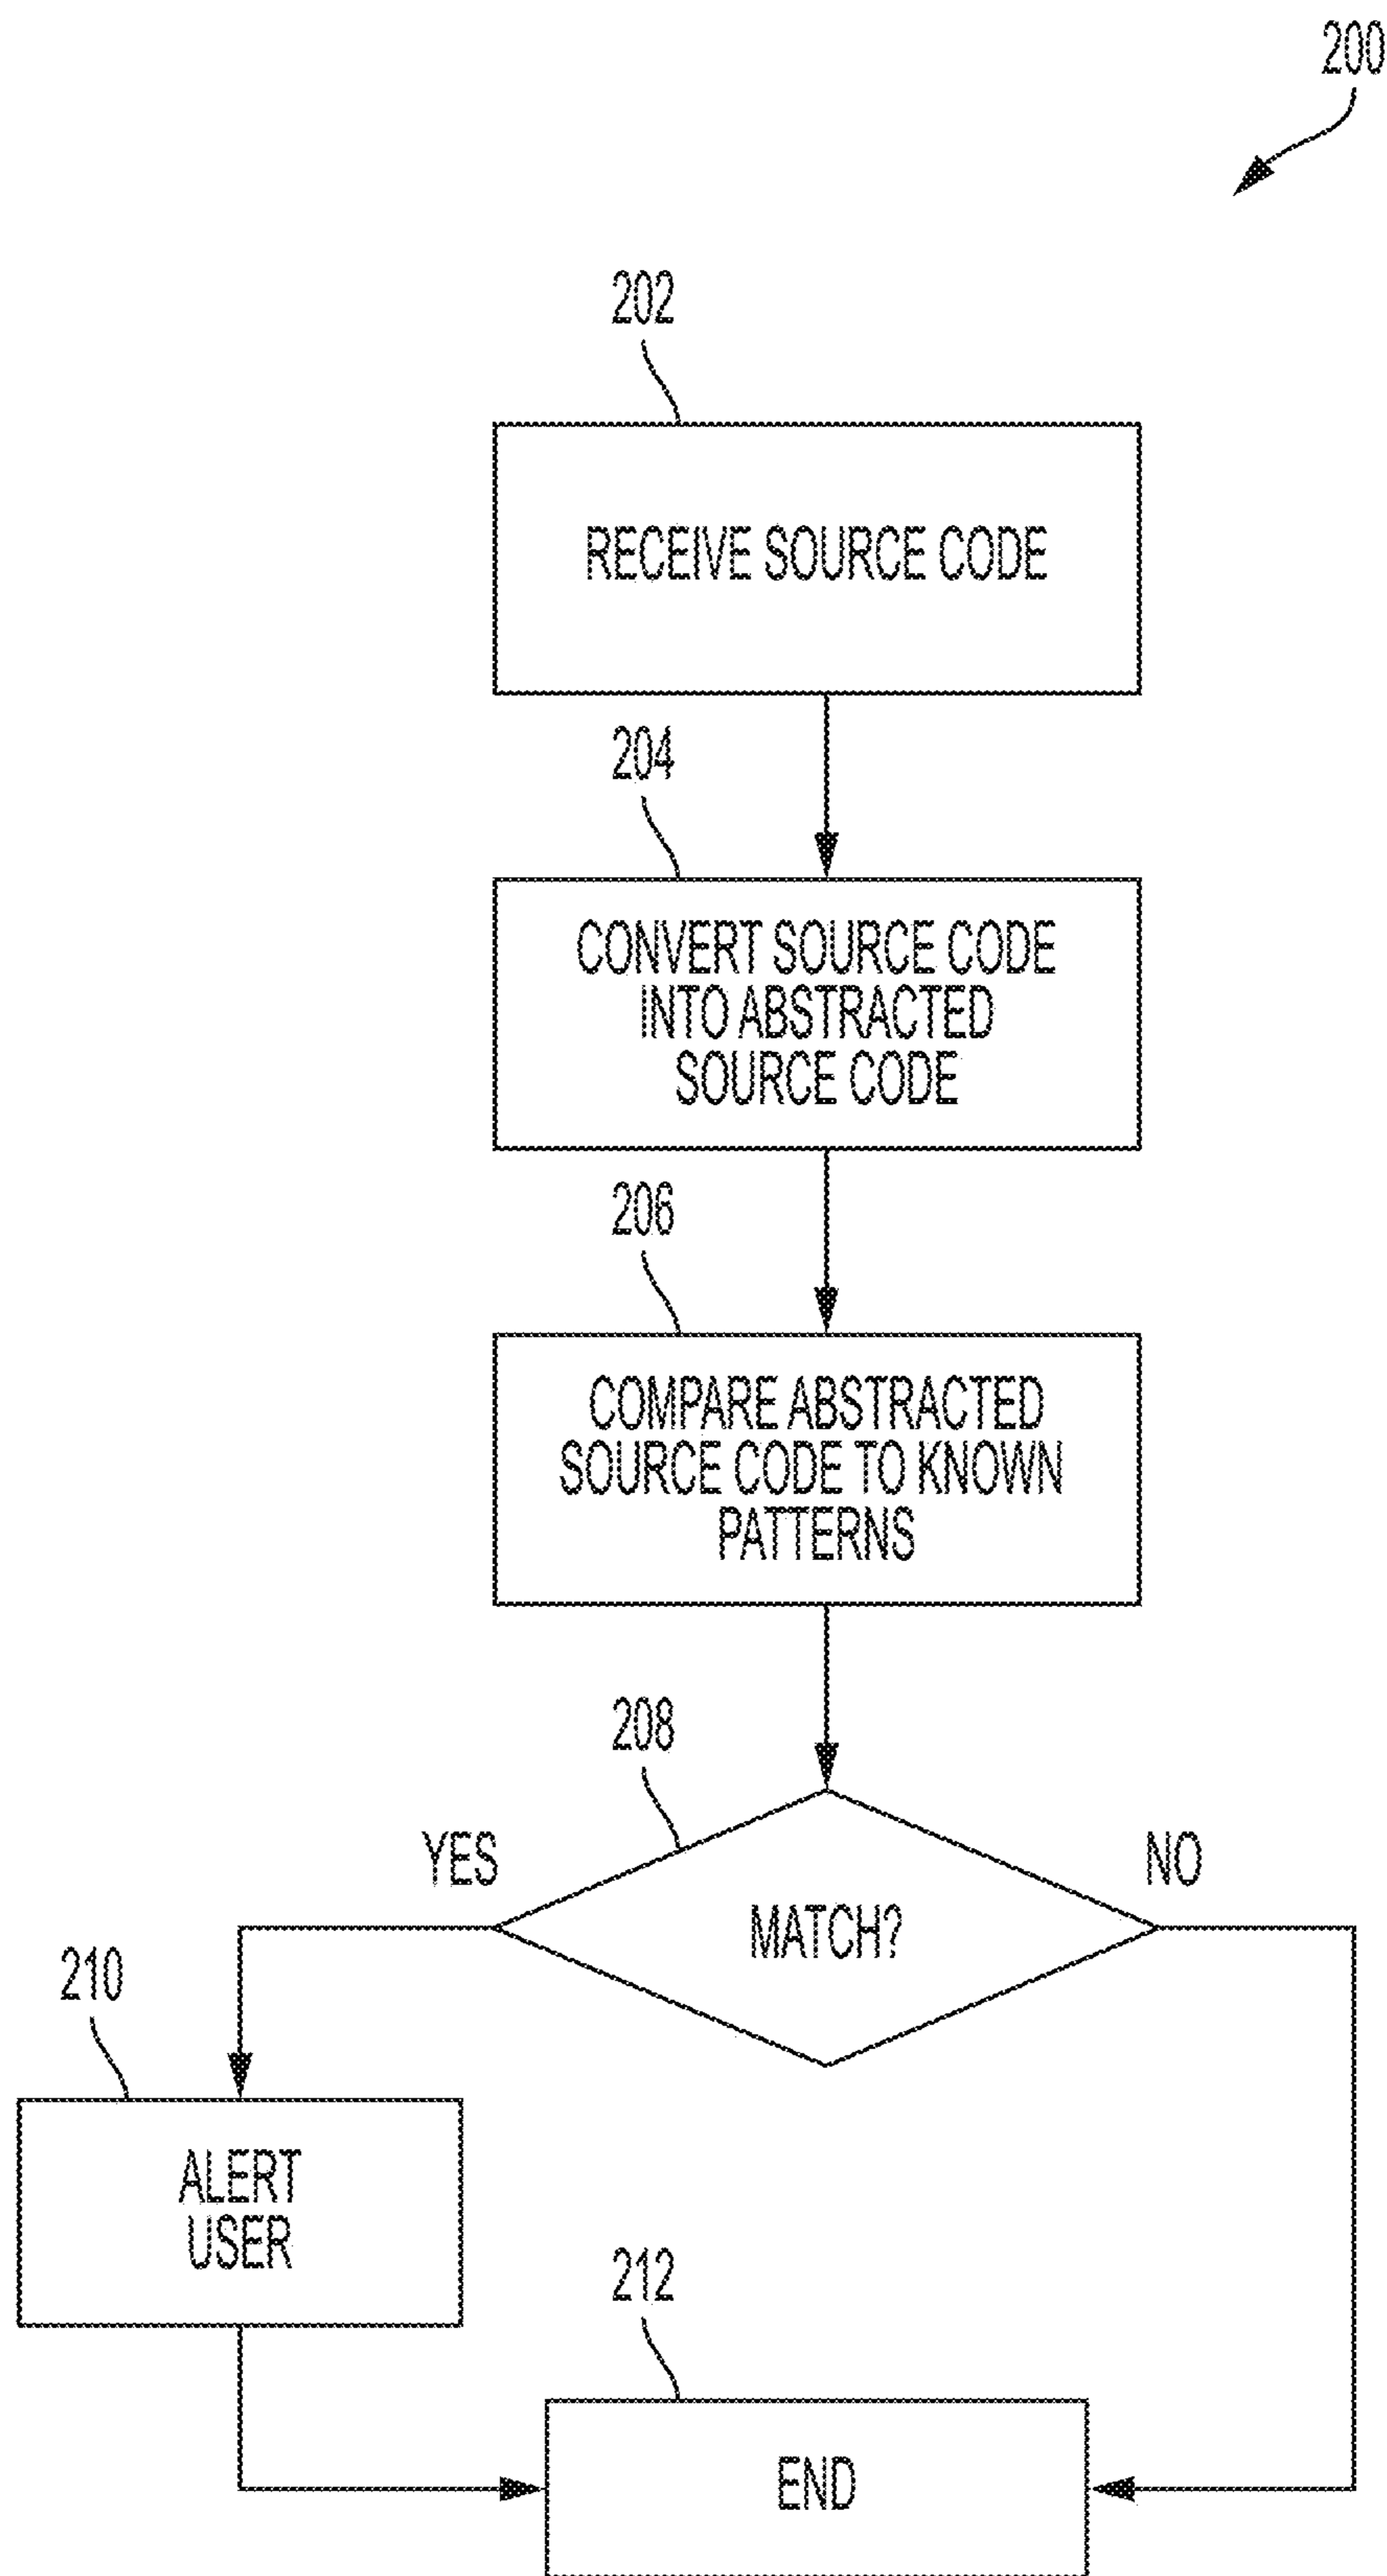 200
202
RECEIVE SOURCE CODE
204
CONVERT SOURCE CODE
INTO ABSTRACTED
SOURCE CODE
206
COMPARE ABSTRACTED
SOURCE CODE TO KNOWN
PATTERNS
208
YES
NO
MATCH?
210
ALERT
USER
212
END